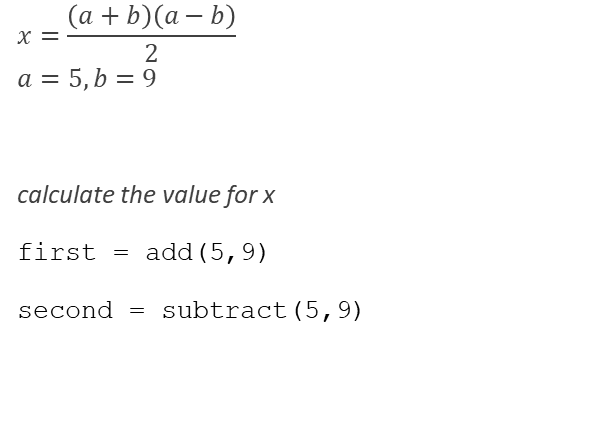 x = (a + b)(a − b)
2
a = 5, b = 9
calculate the value for x
first = add(5,9)
second = subtract(5,9)